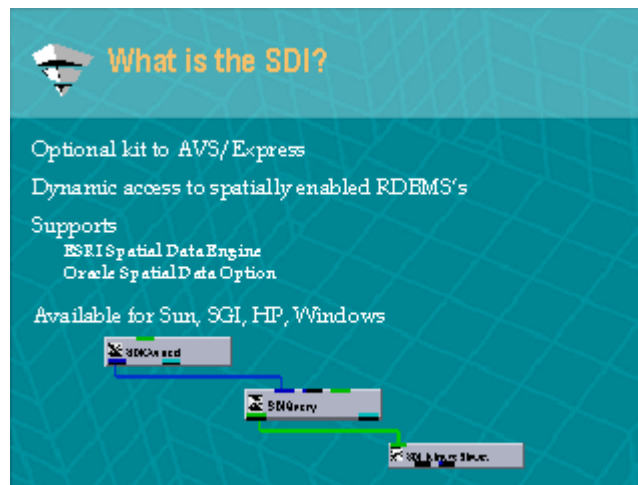 What is the SDI?
Optional kit to AVS/Express
Dynamic access to spatially enabled RDBMS's
Supports
ESRI Spatial Data Engine
Oracle Spatial Data Option
Available for Sun, SGI, HP, Windows
SDIQuery
SDI